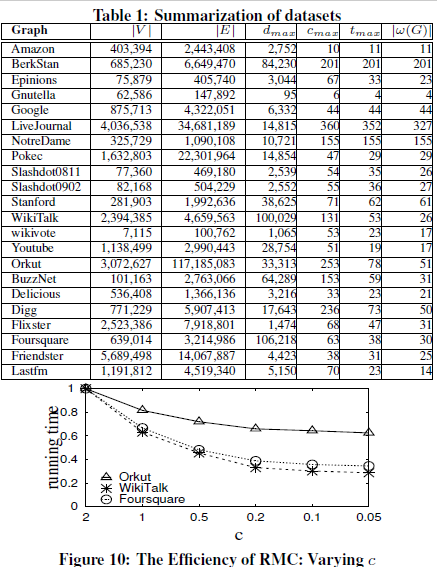 Table 1: Summarization of datasets
Graph |V| |E| d_max c_max t_max |ω(G)|
Amazon 403,394 2,443,408 2,752 10 11 11
BerkStan 685,230 6,649,470 84,230 201 201 201
Epinions 75,879 405,740 3,044 67 33 23
Gnutella 62,586 147,892 95 6 4 4
Google 875,713 4,322,051 6,332 44 44 44
LiveJournal 4,036,538 34,681,189 14,815 360 352 327
NotreDame 325,729 1,090,108 10,721 155 155 155
Pokec 1,632,803 22,301,964 14,854 47 29 29
Slashdot0811 77,360 469,180 2,539 54 35 26
Slashdot0902 82,168 504,229 2,552 55 36 27
Stanford 281,903 1,992,636 38,625 71 62 61
WikiTalk 2,394,385 4,659,563 100,029 131 53 26
wikivote 7,115 100,762 1,065 53 23 17
Youtube 1,138,499 2,990,443 28,754 51 19 17
Orkut 3,072,627 117,185,083 33,313 253 78 51
BuzzNet 101,163 2,763,066 64,289 153 59 31
Delicious 536,408 1,366,136 3,216 33 23 21
Digg 771,229 5,907,413 17,643 236 73 50
Flixster 2,523,386 7,918,801 1,474 68 47 31
Foursquare 639,014 3,214,986 106,218 63 38 30
Friendster 5,689,498 14,067,887 4,423 38 31 25
Lastfm 1,191,812 4,519,340 5,150 70 23 14
running time
1
0.8
0.6
0.4
0.2
0
Orkut
WikiTalk
Foursquare
2 1 0.5 0.2 0.1 0.05
c
Figure 10: The Efficiency of RMC: Varying c